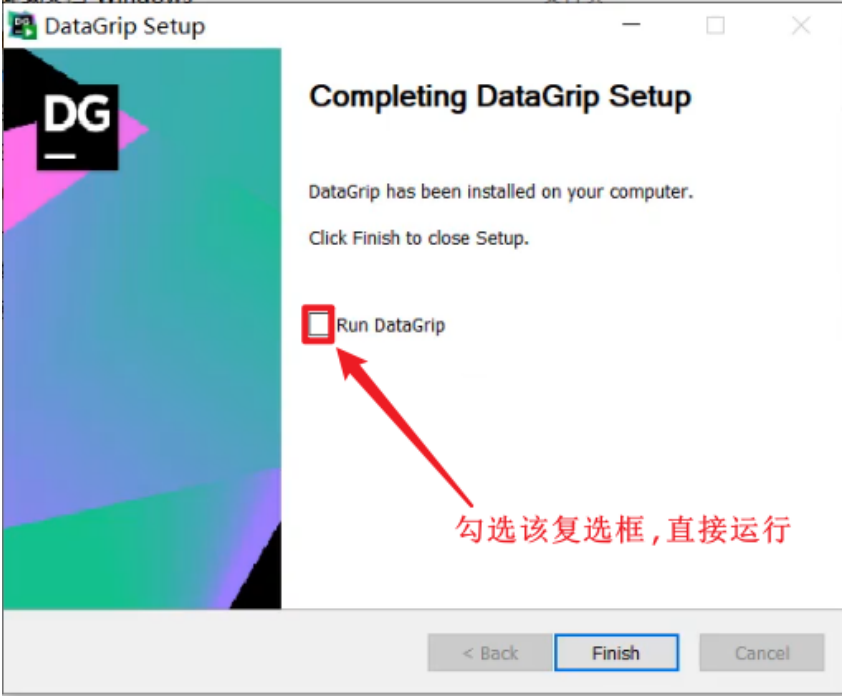 DataGrip Setup
DG
Completing DataGrip Setup
DataGrip has been installed on your computer.
Click Finish to close Setup.
Run DataGrip
勾选该复选框,直接运行
< Back
Finish
Cancel